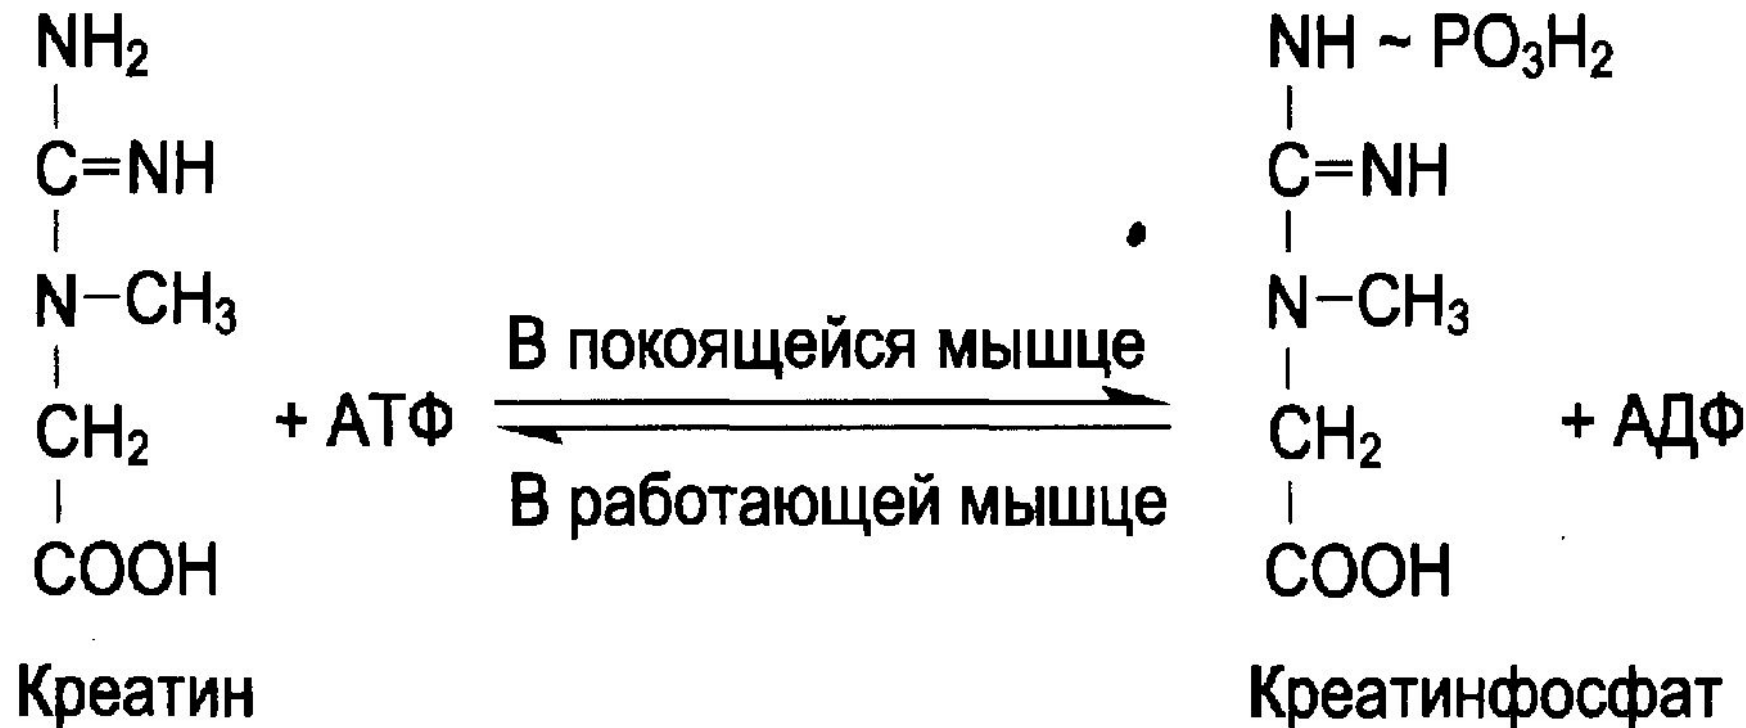 NH₂
C=NH
N–CH₃
CH₂
COOH
Креатин
+ АТФ
В покоящейся мышце
В работающей мышце
NH ~ PO₃H₂
C=NH
N–CH₃
CH₂
COOH
Креатинфосфат
+ АДФ